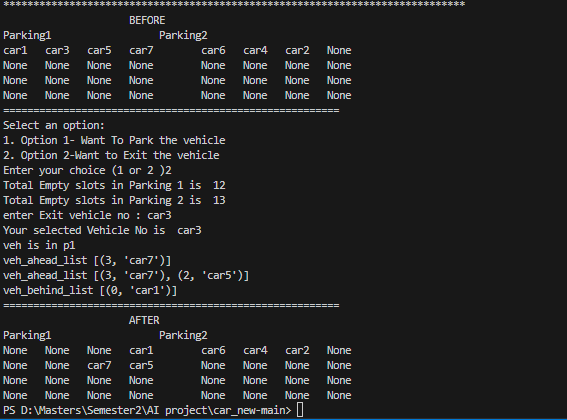 *****************************************************************************
BEFORE
Parking1 Parking2
car1 car3 car5 car7 car6 car4 car2 None
None None None None None None None None
None None None None None None None None
None None None None None None None None
========================================================
Select an option:
1. Option 1- Want To Park the vehicle
2. Option 2-Want to Exit the vehicle
Enter your choice (1 or 2 )2
Total Empty slots in Parking 1 is  12
Total Empty slots in Parking 2 is  13
enter Exit vehicle no : car3
Your selected Vehicle No is  car3
veh is in p1
veh_ahead_list [(3, 'car7')]
veh_ahead_list [(3, 'car7'), (2, 'car5')]
veh_behind_list [(0, 'car1')]
========================================================
AFTER
Parking1 Parking2
None None None car1 car6 car4 car2 None
None None car7 car5 None None None None
None None None None None None None None
None None None None None None None None
PS D:\Masters\Semester2\AI project\car_new-main>